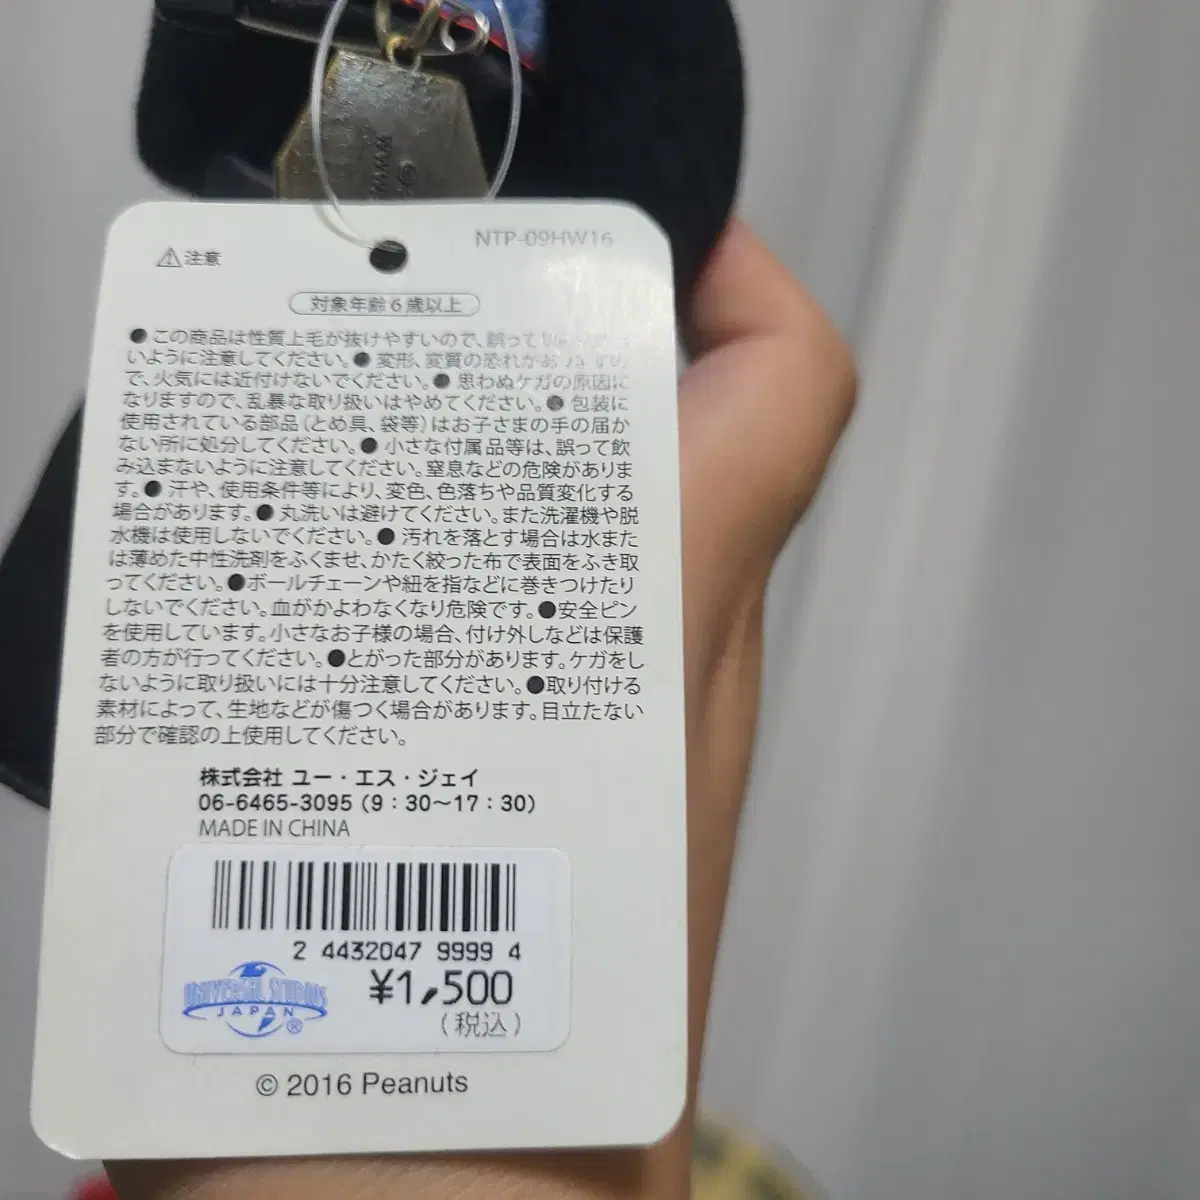 NTP-09HW16
注意
対象年齢6歳以上
● この商品は性質上毛が抜けやすいので、誤って
いように注意してください。● 変形、変質の恐れが
で、火気には近付けないでください。● 思わぬケガの原因に
なりますので、乱暴な取り扱いはやめてください。● 包装に
使用されている部品(とめ具、袋等)はお子さまの手の届か
ない所に処分してください。● 小さな付属品等は、誤って飲
み込まないように注意してください。窒息などの危険がありま
す。● 汗や、使用条件等により、変色、色落ちや品質変化する
場合があります。● 丸洗いは避けてください。また洗濯機や脱
水機は使用しないでください。● 汚れを落とす場合は水また
は薄めた中性洗剤をふくませ、かたく絞った布で表面をふき取
ってください。●ボールチェーンや紐を指などに巻きつけたり
しないでください。血がかよわなくなり危険です。●安全ピン
を使用しています。小さなお子様の場合、付け外しなどは保護
者の方が行ってください。●とがった部分があります。ケガをし
ないように取り扱いには十分注意してください。●取り付ける
素材によって、生地などが傷つく場合があります。目立たない
部分で確認の上使用してください。
株式会社 ユー・エス・ジェイ
06-6465-3095 (9:30〜17:30)
MADE IN CHINA
2 4432047 9999 4
¥1,500
(税込)
UNIVERSAL STUDIOS
JAPAN®
© 2016 Peanuts